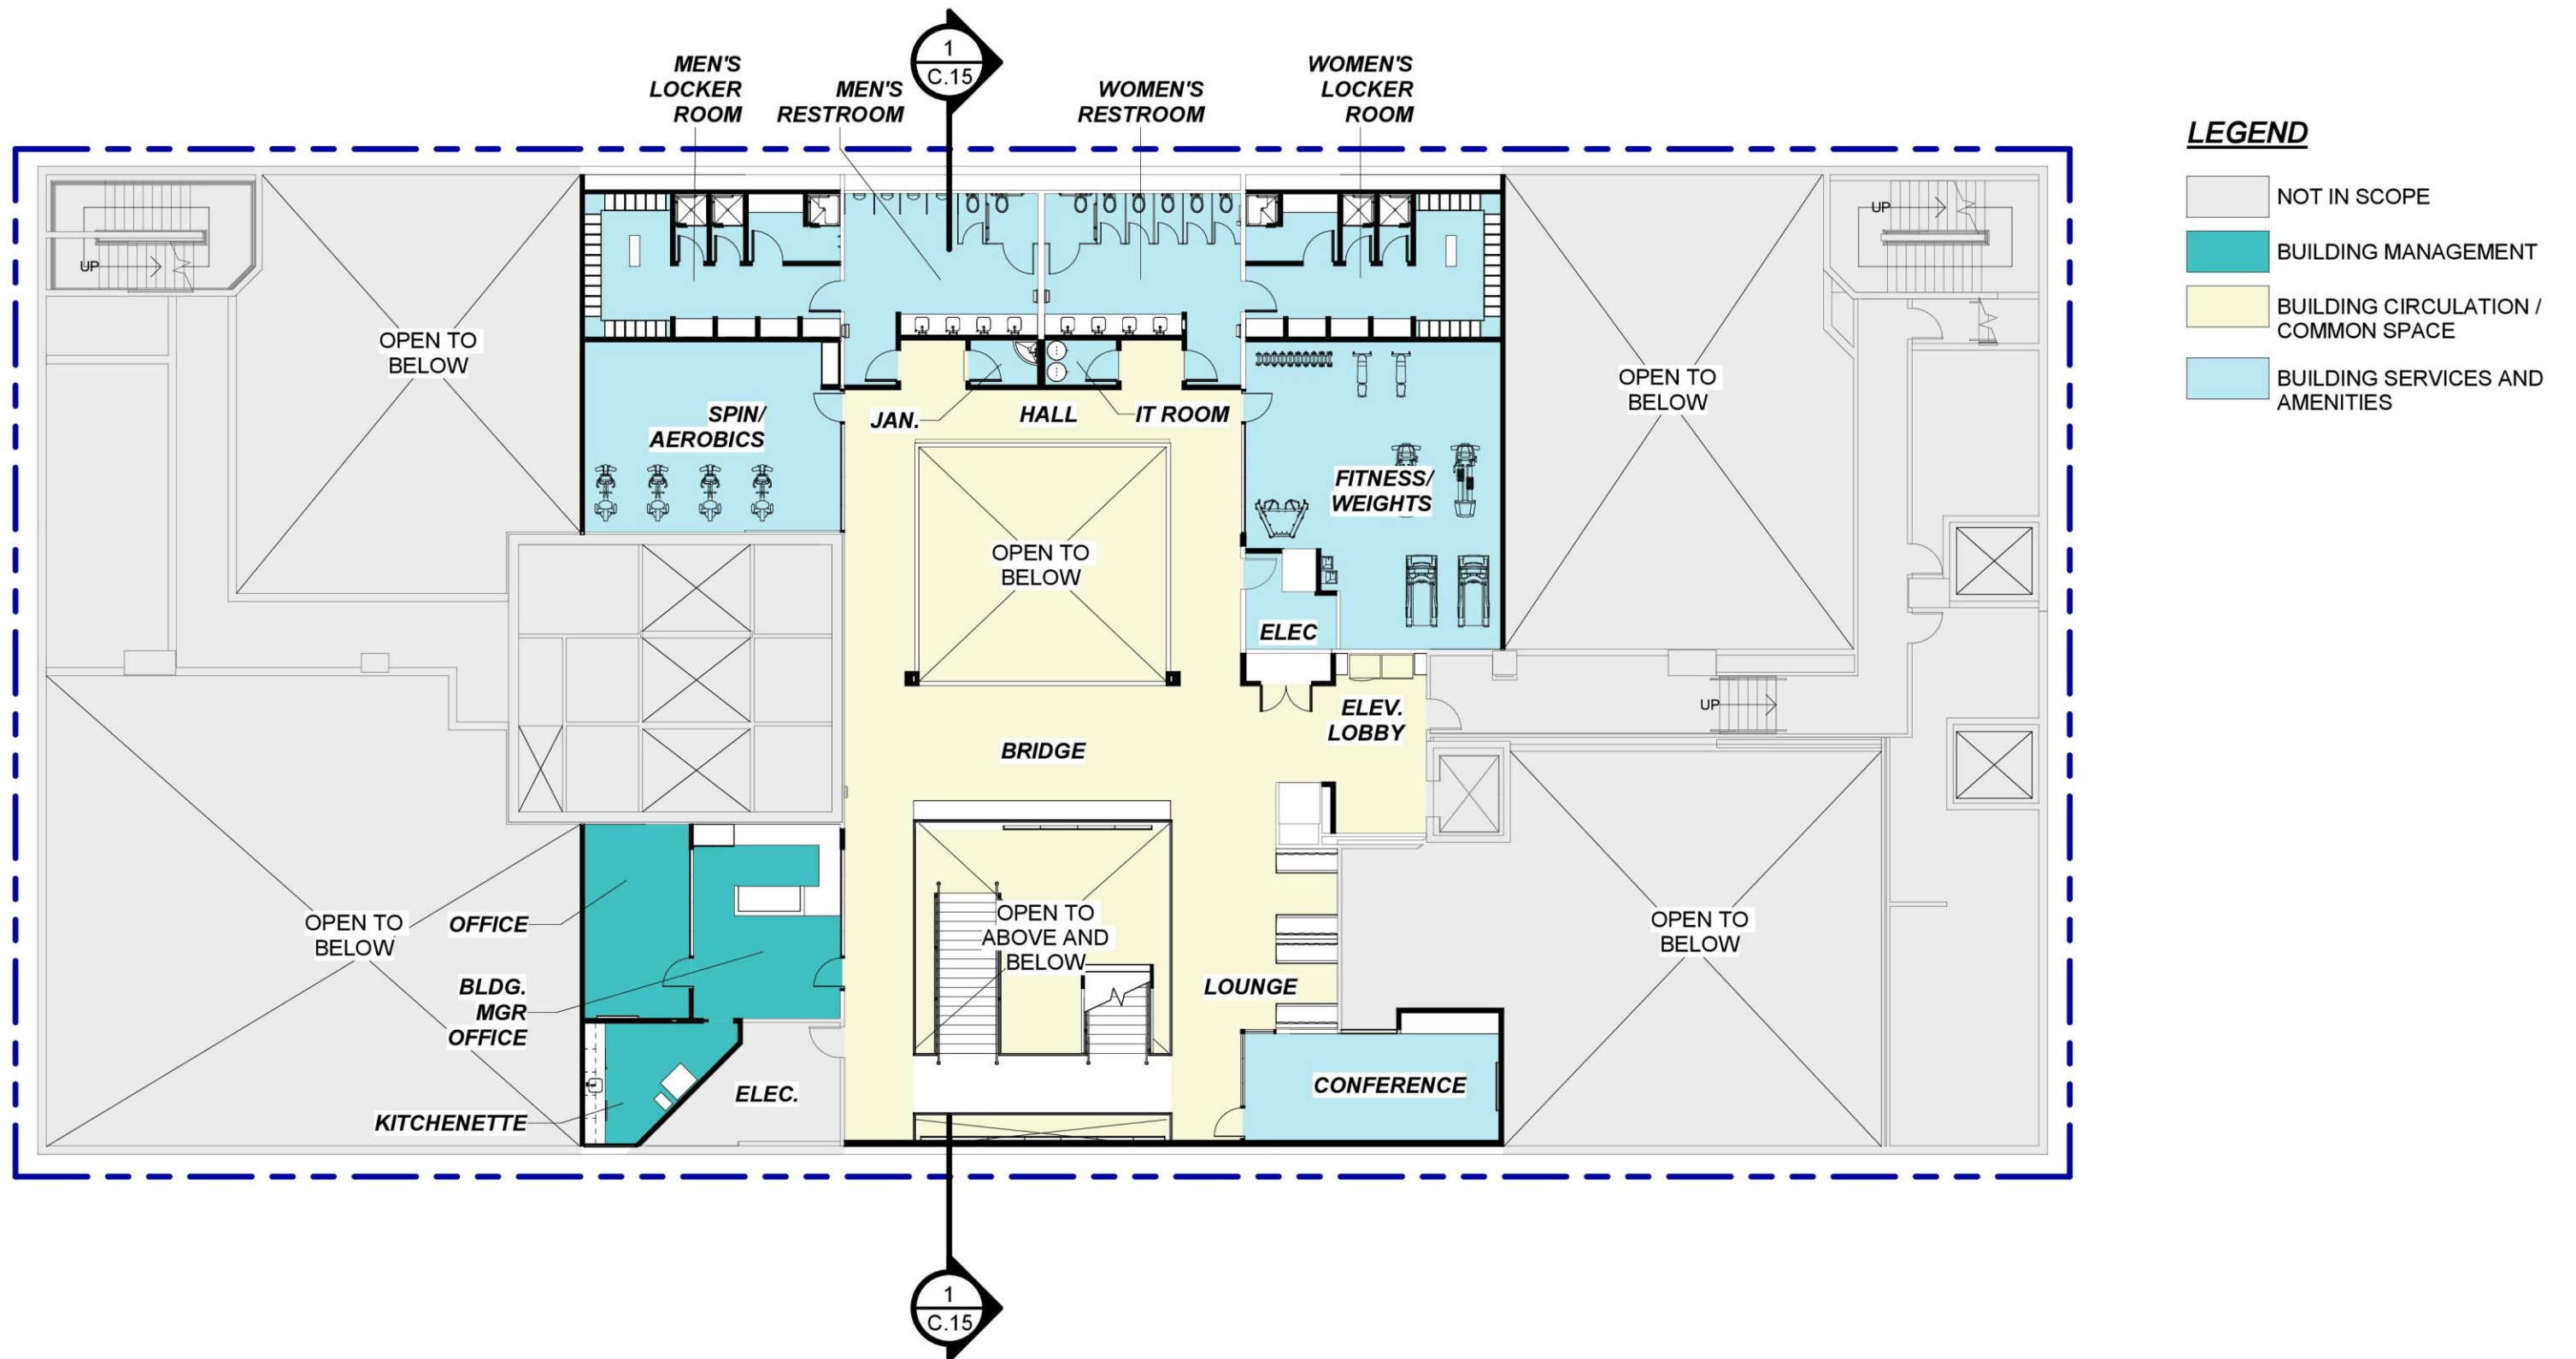 1
C.15
MEN'S
LOCKER
ROOM
MEN'S
RESTROOM
WOMEN'S
RESTROOM
WOMEN'S
LOCKER
ROOM
LEGEND
NOT IN SCOPE
BUILDING MANAGEMENT
BUILDING CIRCULATION /
COMMON SPACE
BUILDING SERVICES AND
AMENITIES
UP
UP
OPEN TO
BELOW
OPEN TO
BELOW
SPIN/
AEROBICS
JAN.
HALL
IT ROOM
FITNESS/
WEIGHTS
OPEN TO
BELOW
ELEC
ELEV.
LOBBY
UP
BRIDGE
OPEN TO
BELOW
OFFICE
OPEN TO
ABOVE AND
BELOW
OPEN TO
BELOW
BLDG.
MGR
OFFICE
LOUNGE
KITCHENETTE
ELEC.
CONFERENCE
1
C.15